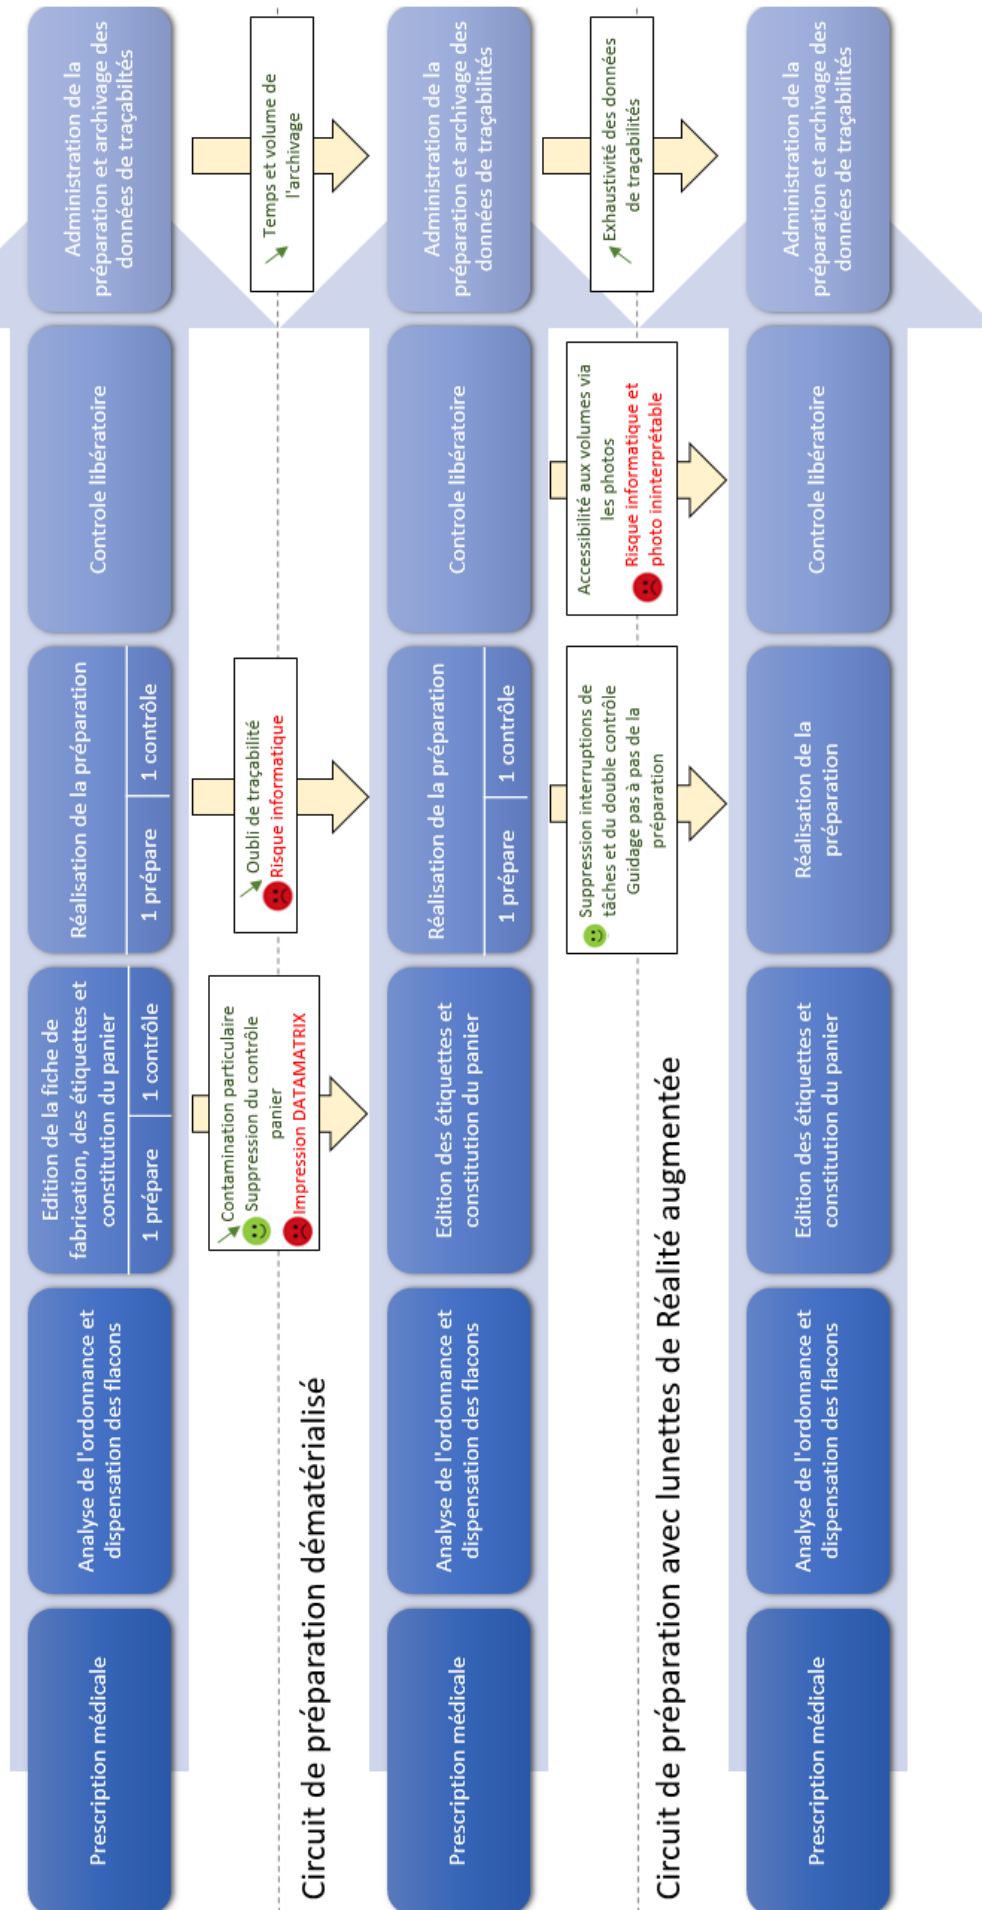 Prescription médicale
Analyse de l'ordonnance et
dispensation des flacons
Edition de la fiche de
fabrication, des étiquettes et
constitution du panier
1 prépare
1 contrôle
Réalisation de la préparation
1 prépare
1 contrôle
Controle libératoire
Administration de la
préparation et archivage des
données de traçabiltés
Contamination particulaire
Suppression du contrôle
panier
Impression DATAMATRIX
Oubli de traçabilité
Risque informatique
Temps et volume de
l'archivage
Circuit de préparation dématérialisé
Prescription médicale
Analyse de l'ordonnance et
dispensation des flacons
Edition des étiquettes et
constitution du panier
Réalisation de la préparation
1 prépare
1 contrôle
Controle libératoire
Administration de la
préparation et archivage des
données de traçabilités
Suppression interruptions de
tâches et du double contrôle
Guidage pas à pas de la
préparation
Accessibilité aux volumes via
les photos
Risque informatique et
photo ininterprétable
Exhaustivité des données
de traçabilités
Circuit de préparation avec lunettes de Réalité augmentée
Prescription médicale
Analyse de l'ordonnance et
dispensation des flacons
Edition des étiquettes et
constitution du panier
Réalisation de la
préparation
Controle libératoire
Administration de la
préparation et archivage des
données de traçabilités